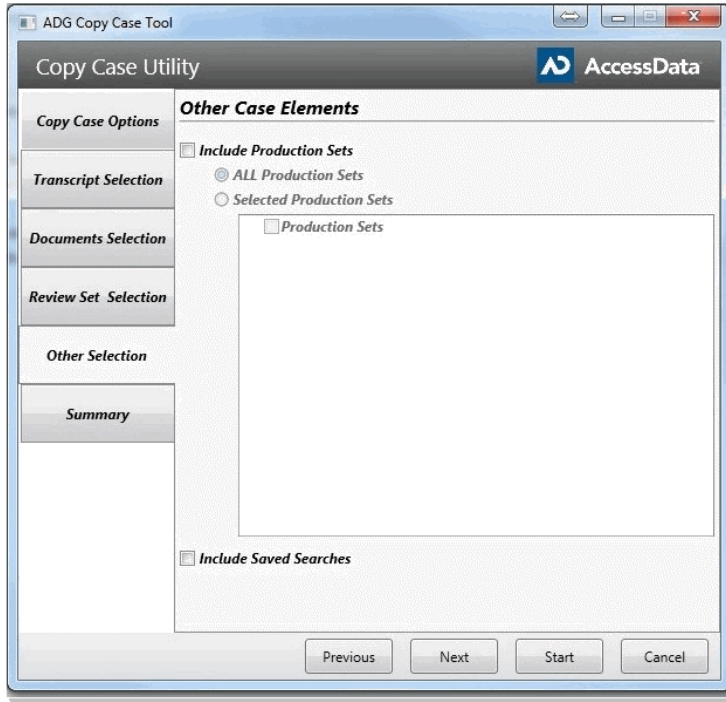 ADG Copy Case Tool
Copy Case Utility
AccessData
Copy Case Options
Transcript Selection
Documents Selection
Review Set Selection
Other Selection
Summary
Other Case Elements
Include Production Sets
ALL Production Sets
Selected Production Sets
Production Sets
Include Saved Searches
Previous Next Start Cancel